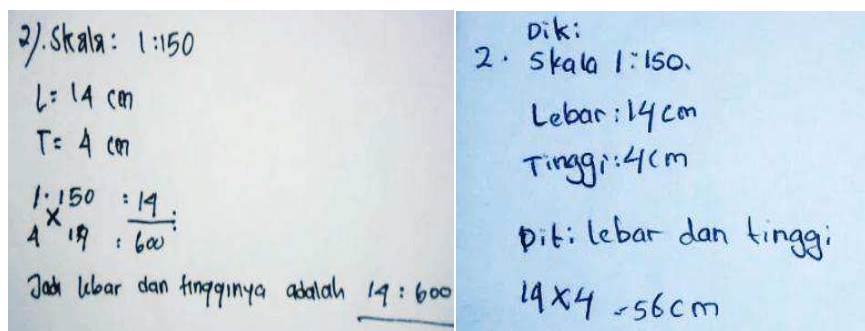 2). Skala: 1:150
L= 14 cm
T= 4 cm
1. 150 : 14
X
4 14 : 600
Jadi lebar dan tingginya adalah 14 : 600
Dik:
2. Skala 1:150.
Lebar: 14 cm
Tinggi: 4 cm
Dit: lebar dan tinggi
14 X 4 = 56 cm